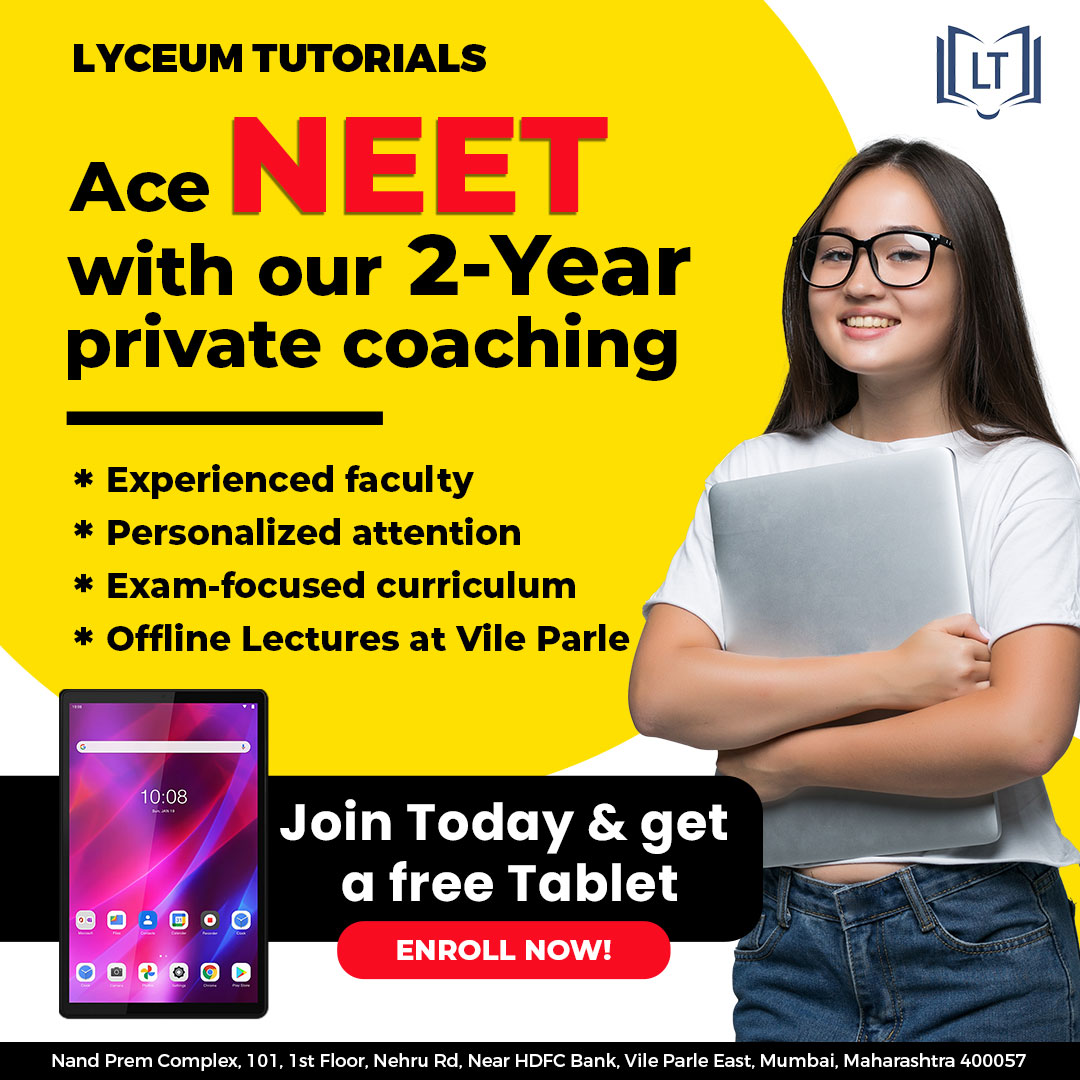 LYCEUM TUTORIALS
LT
Ace NEET
with our 2-Year
private coaching
* Experienced faculty
* Personalized attention
* Exam-focused curriculum
* Offline Lectures at Vile Parle
10:08
Join Today & get
a free Tablet
ENROLL NOW!
Nand Prem Complex, 101, 1st Floor, Nehru Rd, Near HDFC Bank, Vile Parle East, Mumbai, Maharashtra 400057